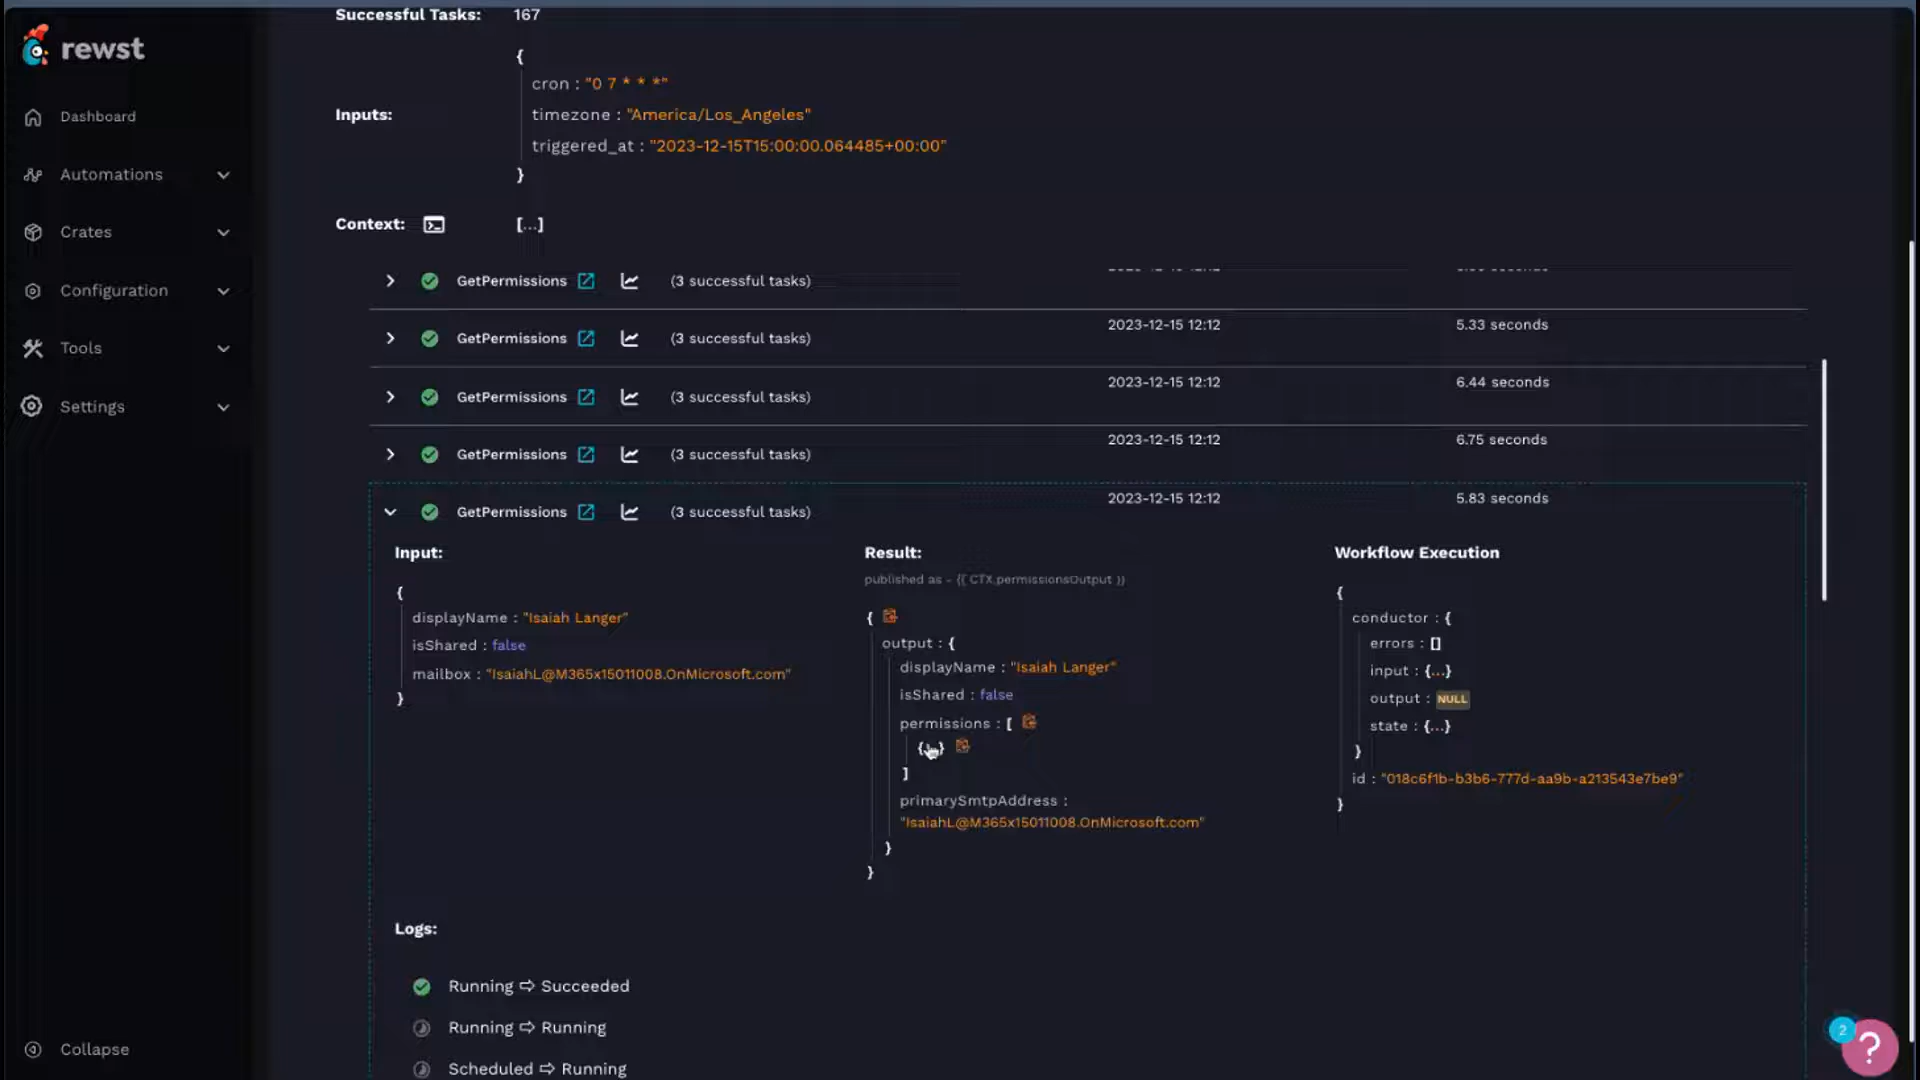 Successful Tasks: 167
rewst
{
cron : "0 7 * * *"
Inputs:
timezone : "America/Los_Angeles"
triggered_at : "2023-12-15T15:00:00.064485+00:00"
}
Context: [...]
Dashboard
Automations
Crates
Configuration
Tools
Settings
Collapse
GetPermissions (3 successful tasks)
GetPermissions (3 successful tasks) 2023-12-15 12:12 5.33 seconds
GetPermissions (3 successful tasks) 2023-12-15 12:12 6.44 seconds
GetPermissions (3 successful tasks) 2023-12-15 12:12 6.75 seconds
GetPermissions (3 successful tasks) 2023-12-15 12:12 5.83 seconds
Input:
{
displayName : "Isaiah Langer"
isShared : false
mailbox : "IsaiahL@M365x15011008.OnMicrosoft.com"
}
Result:
published as - {{ CTX.permissionsOutput }}
{
output : {
displayName : "Isaiah Langer"
isShared : false
permissions : [
{...}
]
primarySmtpAddress :
"IsaiahL@M365x15011008.OnMicrosoft.com"
}
}
Workflow Execution
{
conductor : {
errors : []
input : {...}
output : NULL
state : {...}
}
id : "018c6f1b-b3b6-777d-aa9b-a213543e7be9"
}
Logs:
Running ⇨ Succeeded
Running ⇨ Running
Scheduled ⇨ Running
2
?